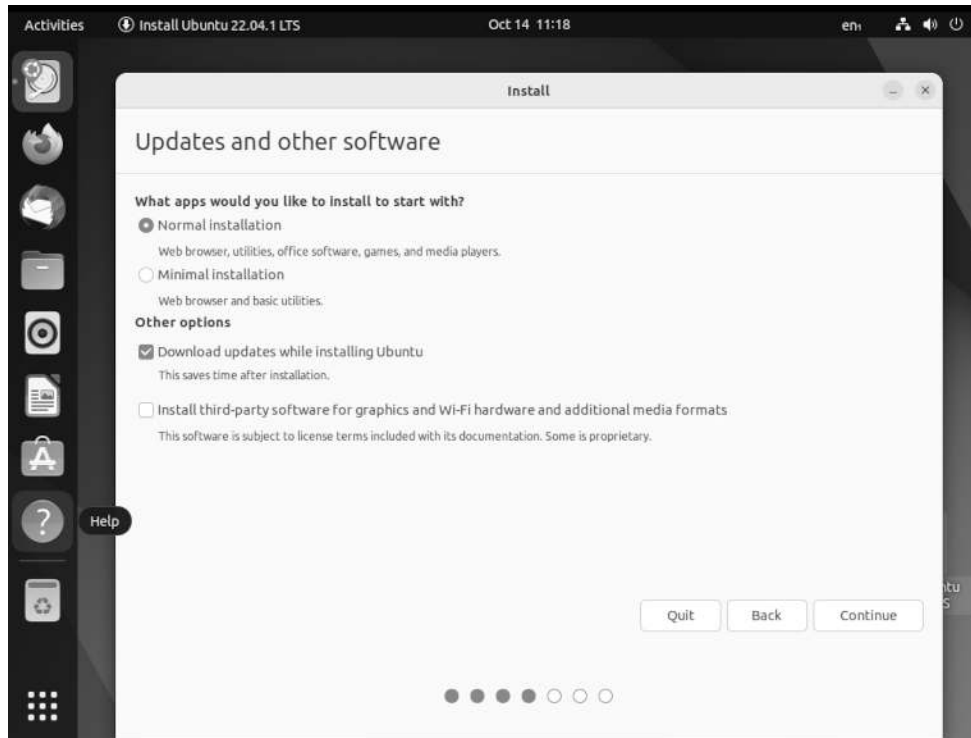 Activities
Install Ubuntu 22.04.1 LTS
Oct 14 11:18
en₁
Install
Updates and other software
What apps would you like to install to start with?
Normal installation
Web browser, utilities, office software, games, and media players.
Minimal installation
Web browser and basic utilities.
Other options
Download updates while installing Ubuntu
This saves time after installation.
Install third-party software for graphics and Wi-Fi hardware and additional media formats
This software is subject to license terms included with its documentation. Some is proprietary.
Help
Quit
Back
Continue